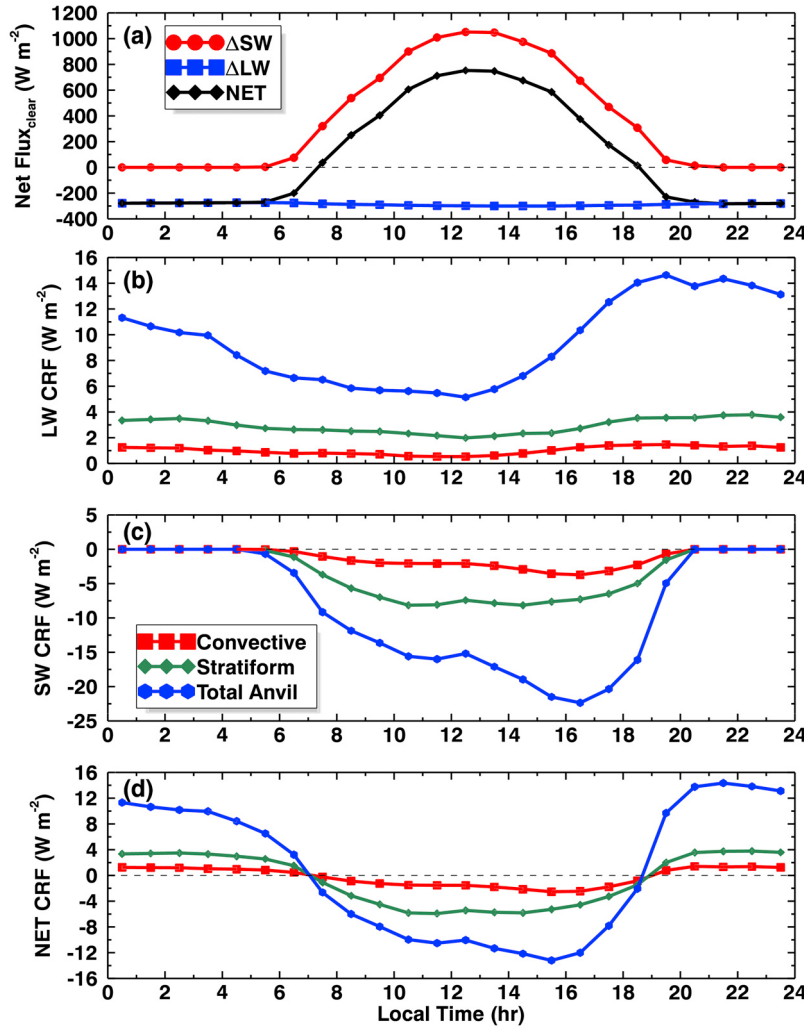 (a)
ΔSW
ΔLW
NET
Net Flux_clear (W m⁻²)
1200
1000
800
600
400
200
0
-200
-400
0 2 4 6 8 10 12 14 16 18 20 22 24
(b)
LW CRF (W m⁻²)
16
14
12
10
8
6
4
2
0
0 2 4 6 8 10 12 14 16 18 20 22 24
(c)
SW CRF (W m⁻²)
5
0
-5
-10
-15
-20
-25
Convective
Stratiform
Total Anvil
0 2 4 6 8 10 12 14 16 18 20 22 24
(d)
NET CRF (W m⁻²)
16
12
8
4
0
-4
-8
-12
-16
0 2 4 6 8 10 12 14 16 18 20 22 24
Local Time (hr)